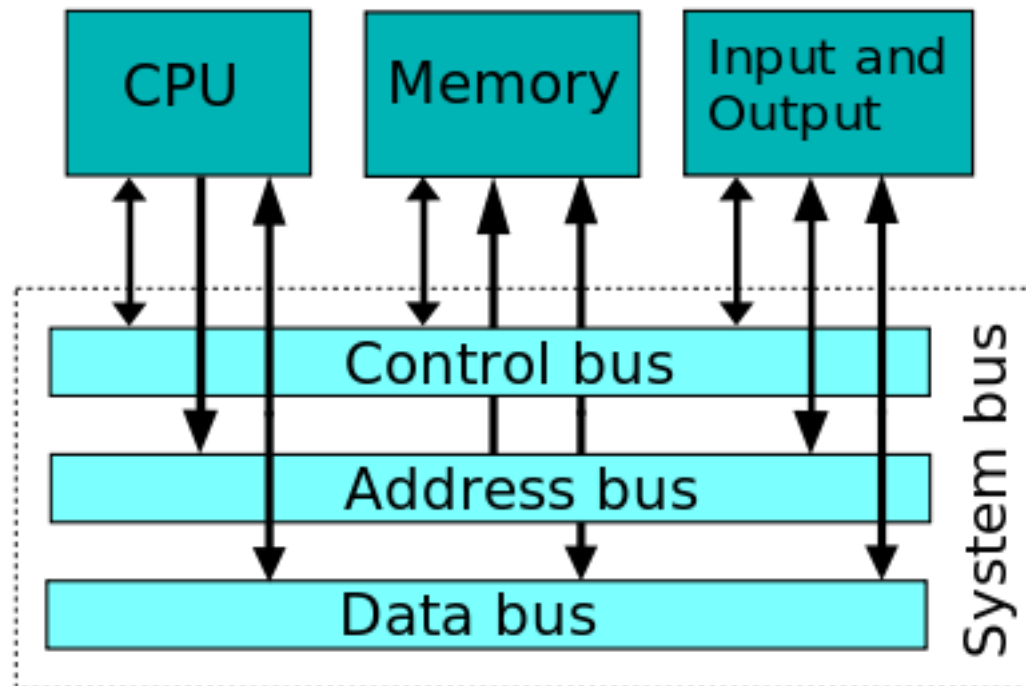 CPU
Memory
Input and
Output
Control bus
Address bus
Data bus
System bus